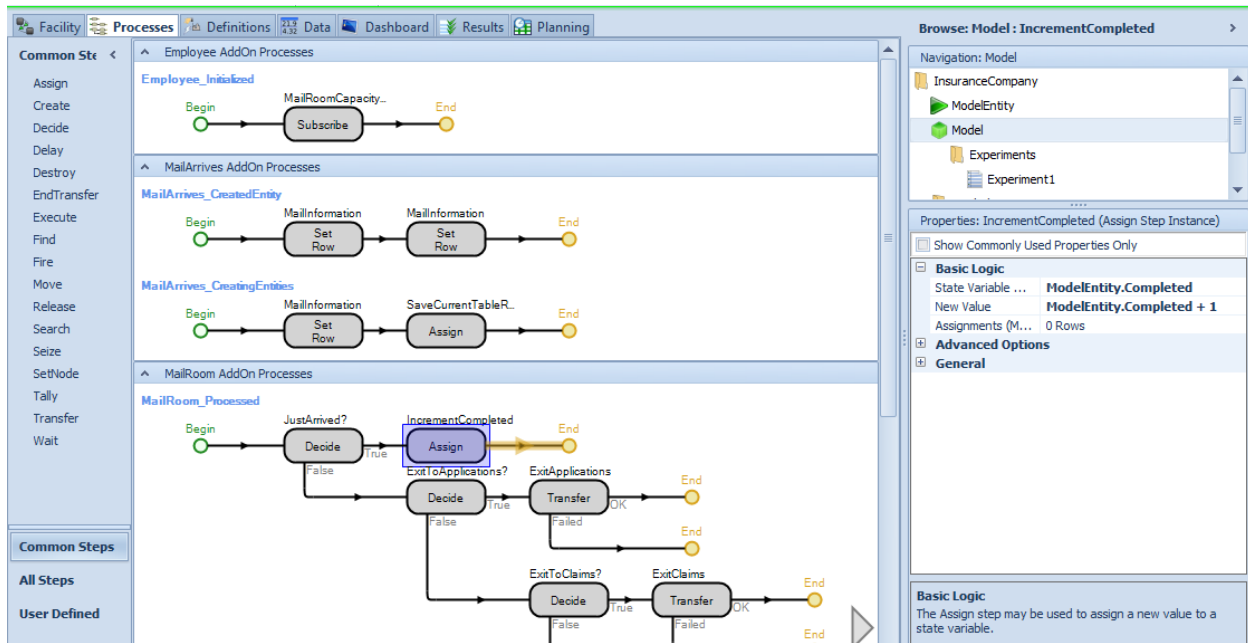 Facility Processes Definitions Data Dashboard Results Planning
Common Ste <
Assign
Create
Decide
Delay
Destroy
EndTransfer
Execute
Find
Fire
Move
Release
Search
Seize
SetNode
Tally
Transfer
Wait
Common Steps
All Steps
User Defined
Employee AddOn Processes
Employee_Initialized
Begin MailRoomCapacity... End
Subscribe
MailArrives AddOn Processes
MailArrives_CreatedEntity
Begin MailInformation MailInformation End
Set Set
Row Row
MailArrives_CreatingEntities
Begin MailInformation SaveCurrentTableR... End
Set Assign
Row
MailRoom AddOn Processes
MailRoom_Processed
Begin JustArrived? IncrementCompleted End
Decide True Assign
False ExitToApplications? ExitApplications End
Decide True Transfer OK
False Failed End
ExitToClaims? ExitClaims End
Decide True Transfer OK
False Failed End
Browse: Model : IncrementCompleted >
Navigation: Model
InsuranceCompany
ModelEntity
Model
Experiments
Experiment1
Properties: IncrementCompleted (Assign Step Instance)
Show Commonly Used Properties Only
Basic Logic
State Variable ... ModelEntity.Completed
New Value ModelEntity.Completed + 1
Assignments (M... 0 Rows
Advanced Options
General
Basic Logic
The Assign step may be used to assign a new value to a
state variable.